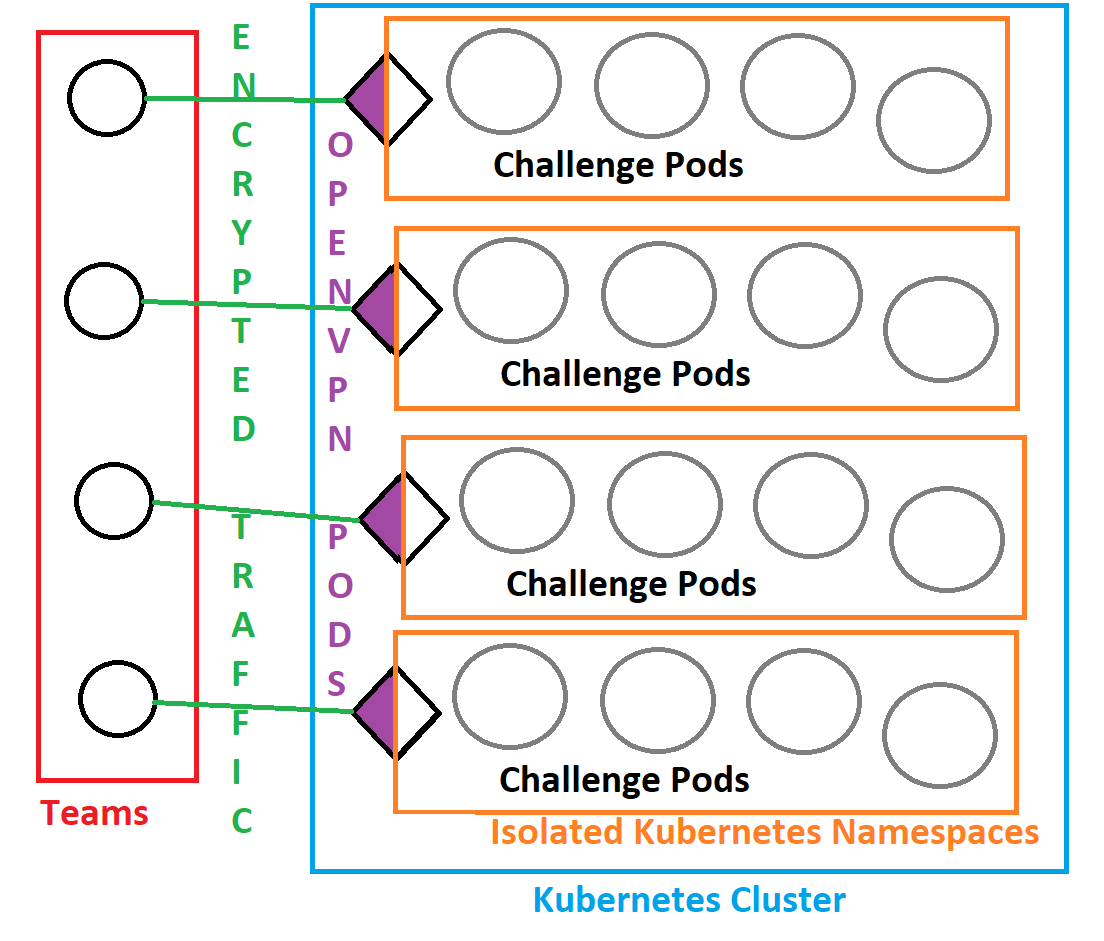 ENCRYPTED TRAFFIC
OPENVPN PODS
Challenge Pods
Challenge Pods
Challenge Pods
Challenge Pods
Teams
Isolated Kubernetes Namespaces
Kubernetes Cluster